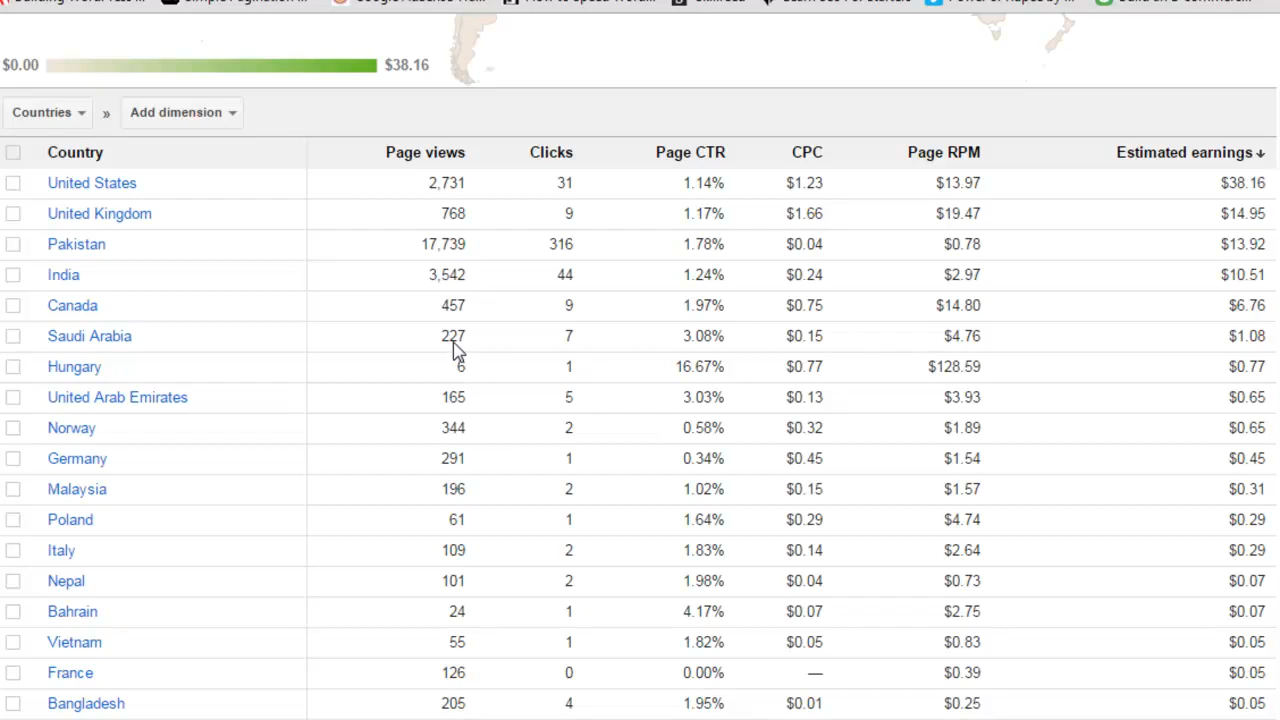 $0.00 $38.16
Countries » Add dimension
Country Page views Clicks Page CTR CPC Page RPM Estimated earnings
United States 2,731 31 1.14% $1.23 $13.97 $38.16
United Kingdom 768 9 1.17% $1.66 $19.47 $14.95
Pakistan 17,739 316 1.78% $0.04 $0.78 $13.92
India 3,542 44 1.24% $0.24 $2.97 $10.51
Canada 457 9 1.97% $0.75 $14.80 $6.76
Saudi Arabia 227 7 3.08% $0.15 $4.76 $1.08
Hungary 6 1 16.67% $0.77 $128.59 $0.77
United Arab Emirates 165 5 3.03% $0.13 $3.93 $0.65
Norway 344 2 0.58% $0.32 $1.89 $0.65
Germany 291 1 0.34% $0.45 $1.54 $0.45
Malaysia 196 2 1.02% $0.15 $1.57 $0.31
Poland 61 1 1.64% $0.29 $4.74 $0.29
Italy 109 2 1.83% $0.14 $2.64 $0.29
Nepal 101 2 1.98% $0.04 $0.73 $0.07
Bahrain 24 1 4.17% $0.07 $2.75 $0.07
Vietnam 55 1 1.82% $0.05 $0.83 $0.05
France 126 0 0.00% — $0.39 $0.05
Bangladesh 205 4 1.95% $0.01 $0.25 $0.05